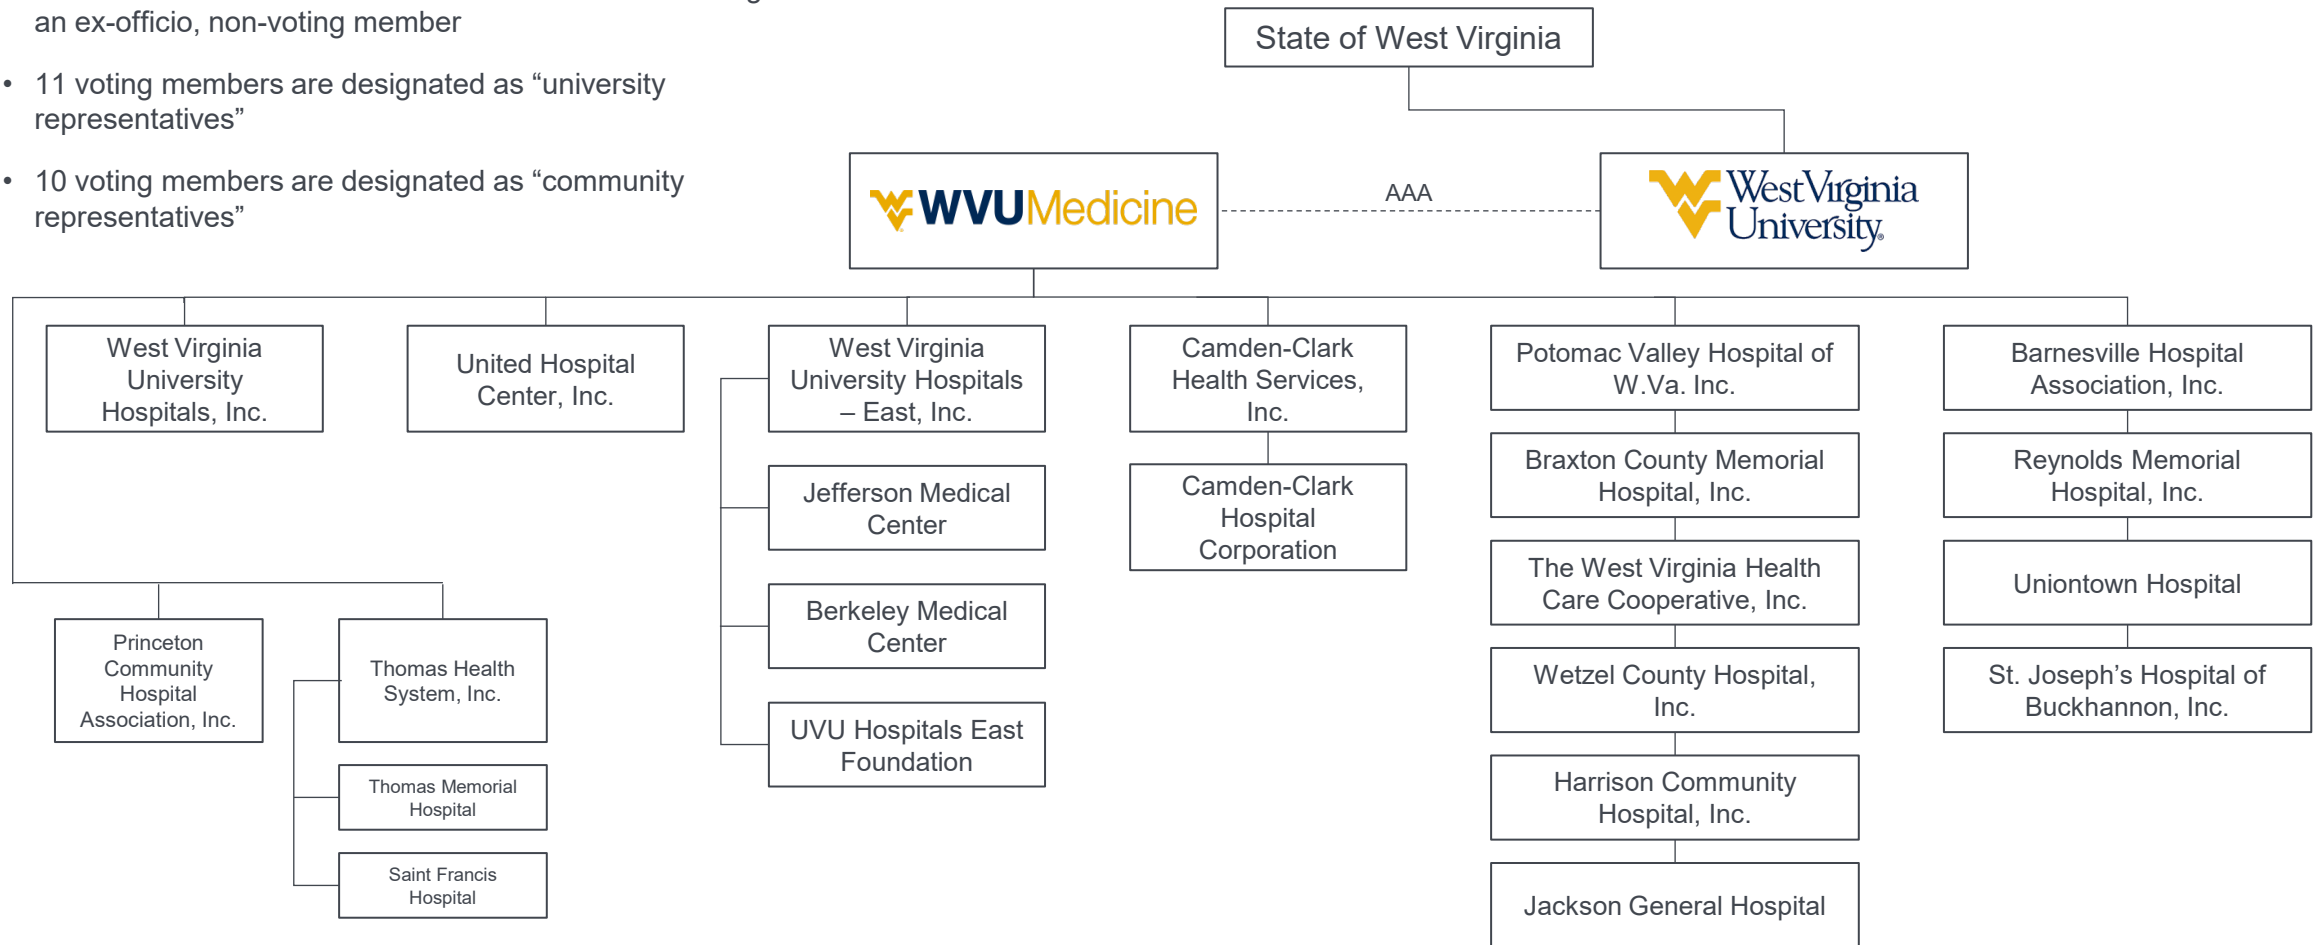 an ex-officio, non-voting member
• 11 voting members are designated as “university
representatives”
• 10 voting members are designated as “community
representatives”
State of West Virginia
WVUMedicine
AAA
West Virginia
University®
West Virginia
University
Hospitals, Inc.
United Hospital
Center, Inc.
West Virginia
University Hospitals
– East, Inc.
Camden-Clark
Health Services,
Inc.
Potomac Valley Hospital of
W.Va. Inc.
Barnesville Hospital
Association, Inc.
Jefferson Medical
Center
Berkeley Medical
Center
UVU Hospitals East
Foundation
Camden-Clark
Hospital
Corporation
Braxton County Memorial
Hospital, Inc.
The West Virginia Health
Care Cooperative, Inc.
Wetzel County Hospital,
Inc.
Harrison Community
Hospital, Inc.
Jackson General Hospital
Reynolds Memorial
Hospital, Inc.
Uniontown Hospital
St. Joseph’s Hospital of
Buckhannon, Inc.
Princeton
Community
Hospital
Association, Inc.
Thomas Health
System, Inc.
Thomas Memorial
Hospital
Saint Francis
Hospital